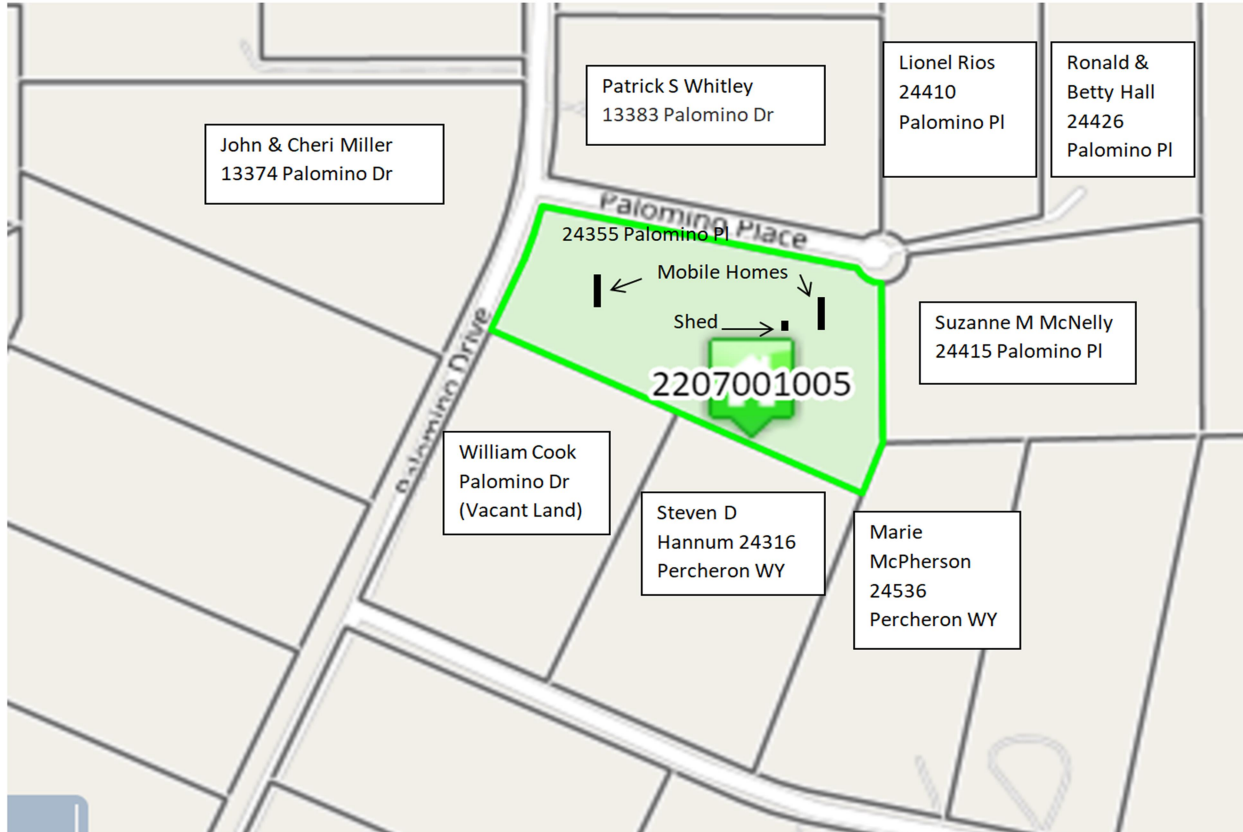 Lionel Rios
24410
Palomino Pl
Ronald &
Betty Hall
24426
Palomino Pl
Patrick S Whitley
13383 Palomino Dr
John & Cheri Miller
13374 Palomino Dr
Palomino Place
24355 Palomino Pl
Mobile Homes
Shed
Suzanne M McNelly
24415 Palomino Pl
2207001005
Palomino Drive
William Cook
Palomino Dr
(Vacant Land)
Steven D
Hannum 24316
Percheron WY
Marie
McPherson
24536
Percheron WY